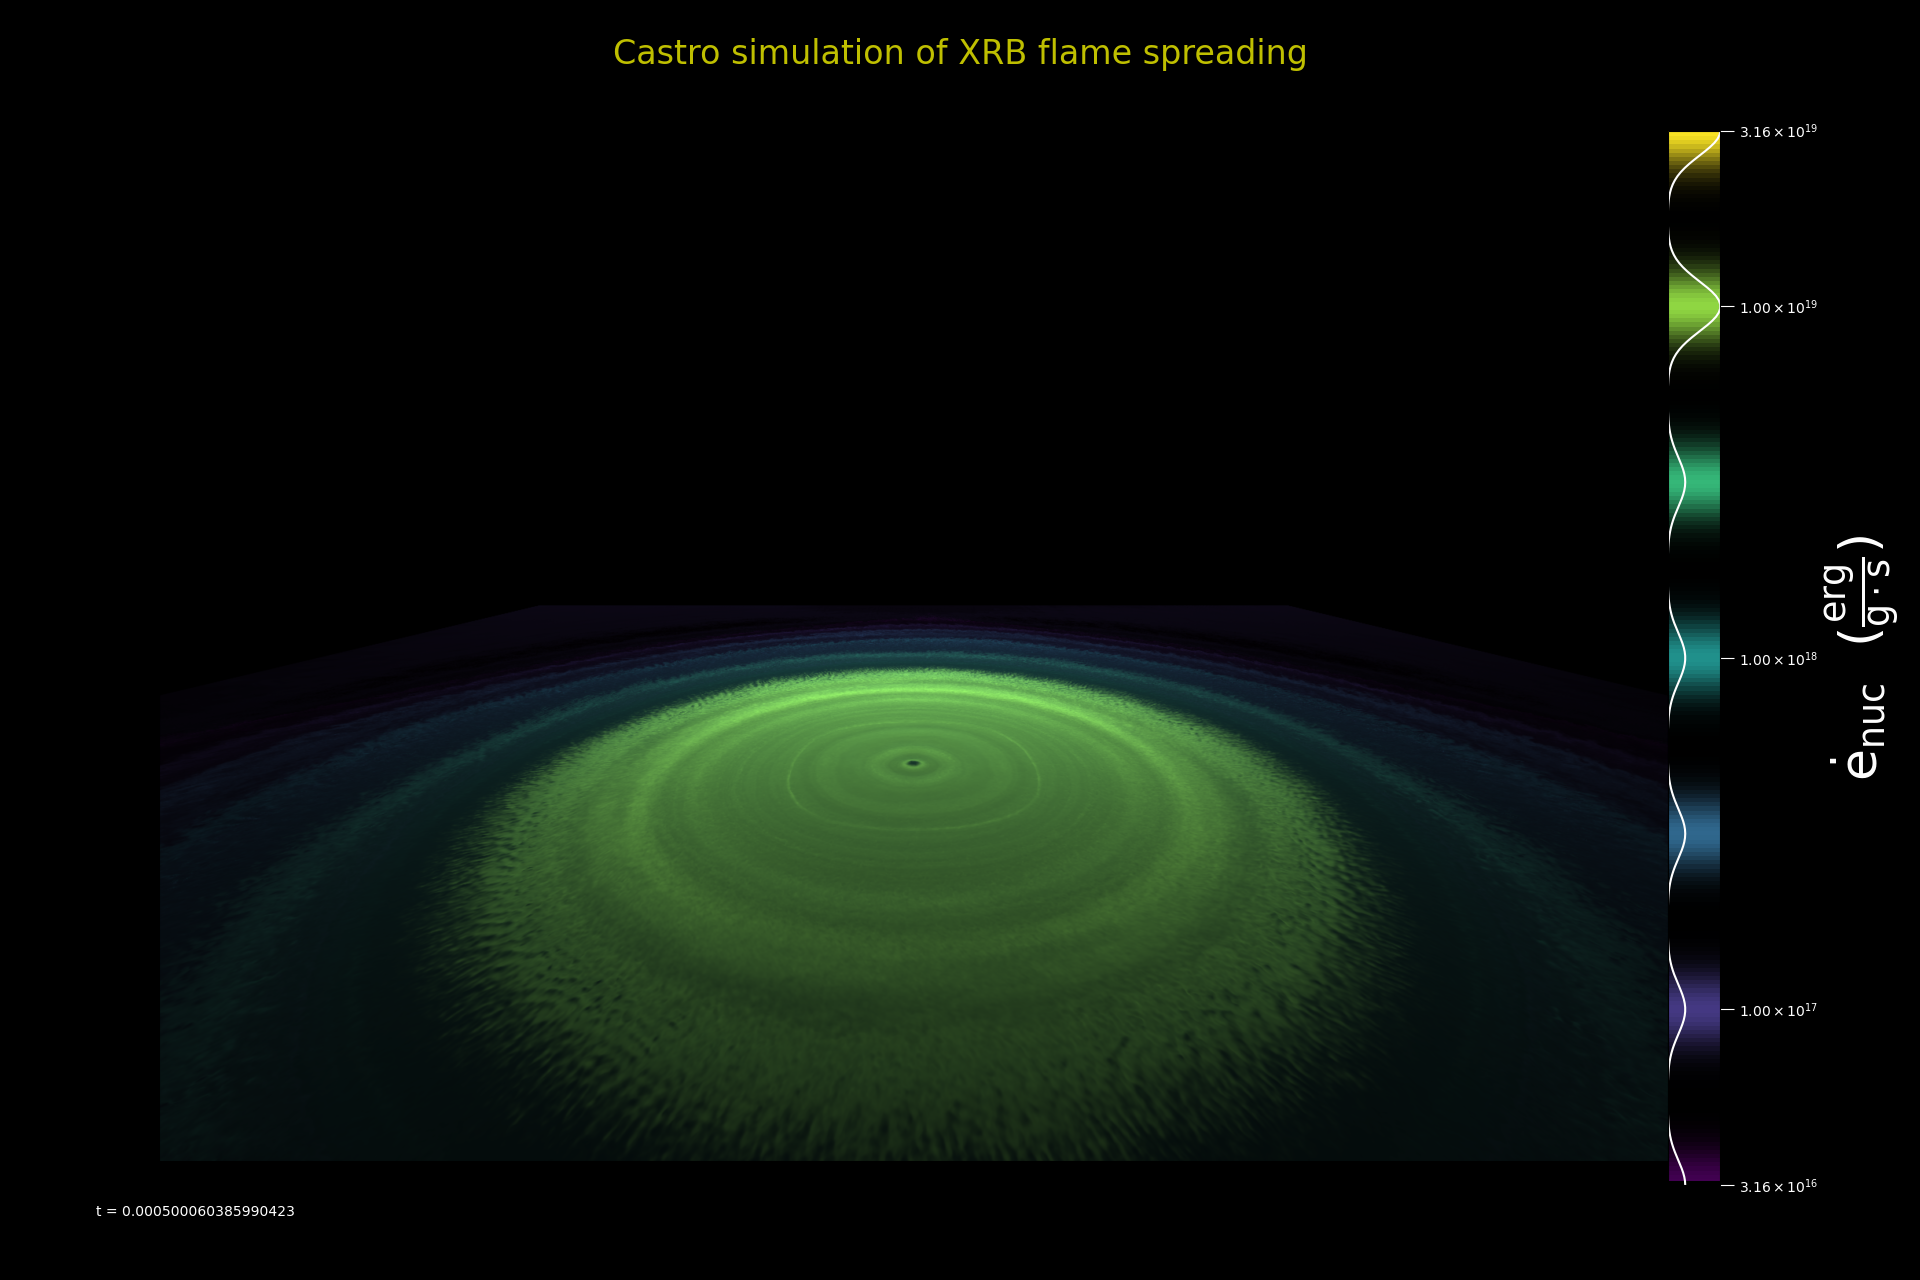 Castro simulation of XRB flame spreading
3.16 × 10¹⁹
1.00 × 10¹⁹
1.00 × 10¹⁸
1.00 × 10¹⁷
3.16 × 10¹⁶
ėnuc (erg/g · s)
t = 0.000500060385990423